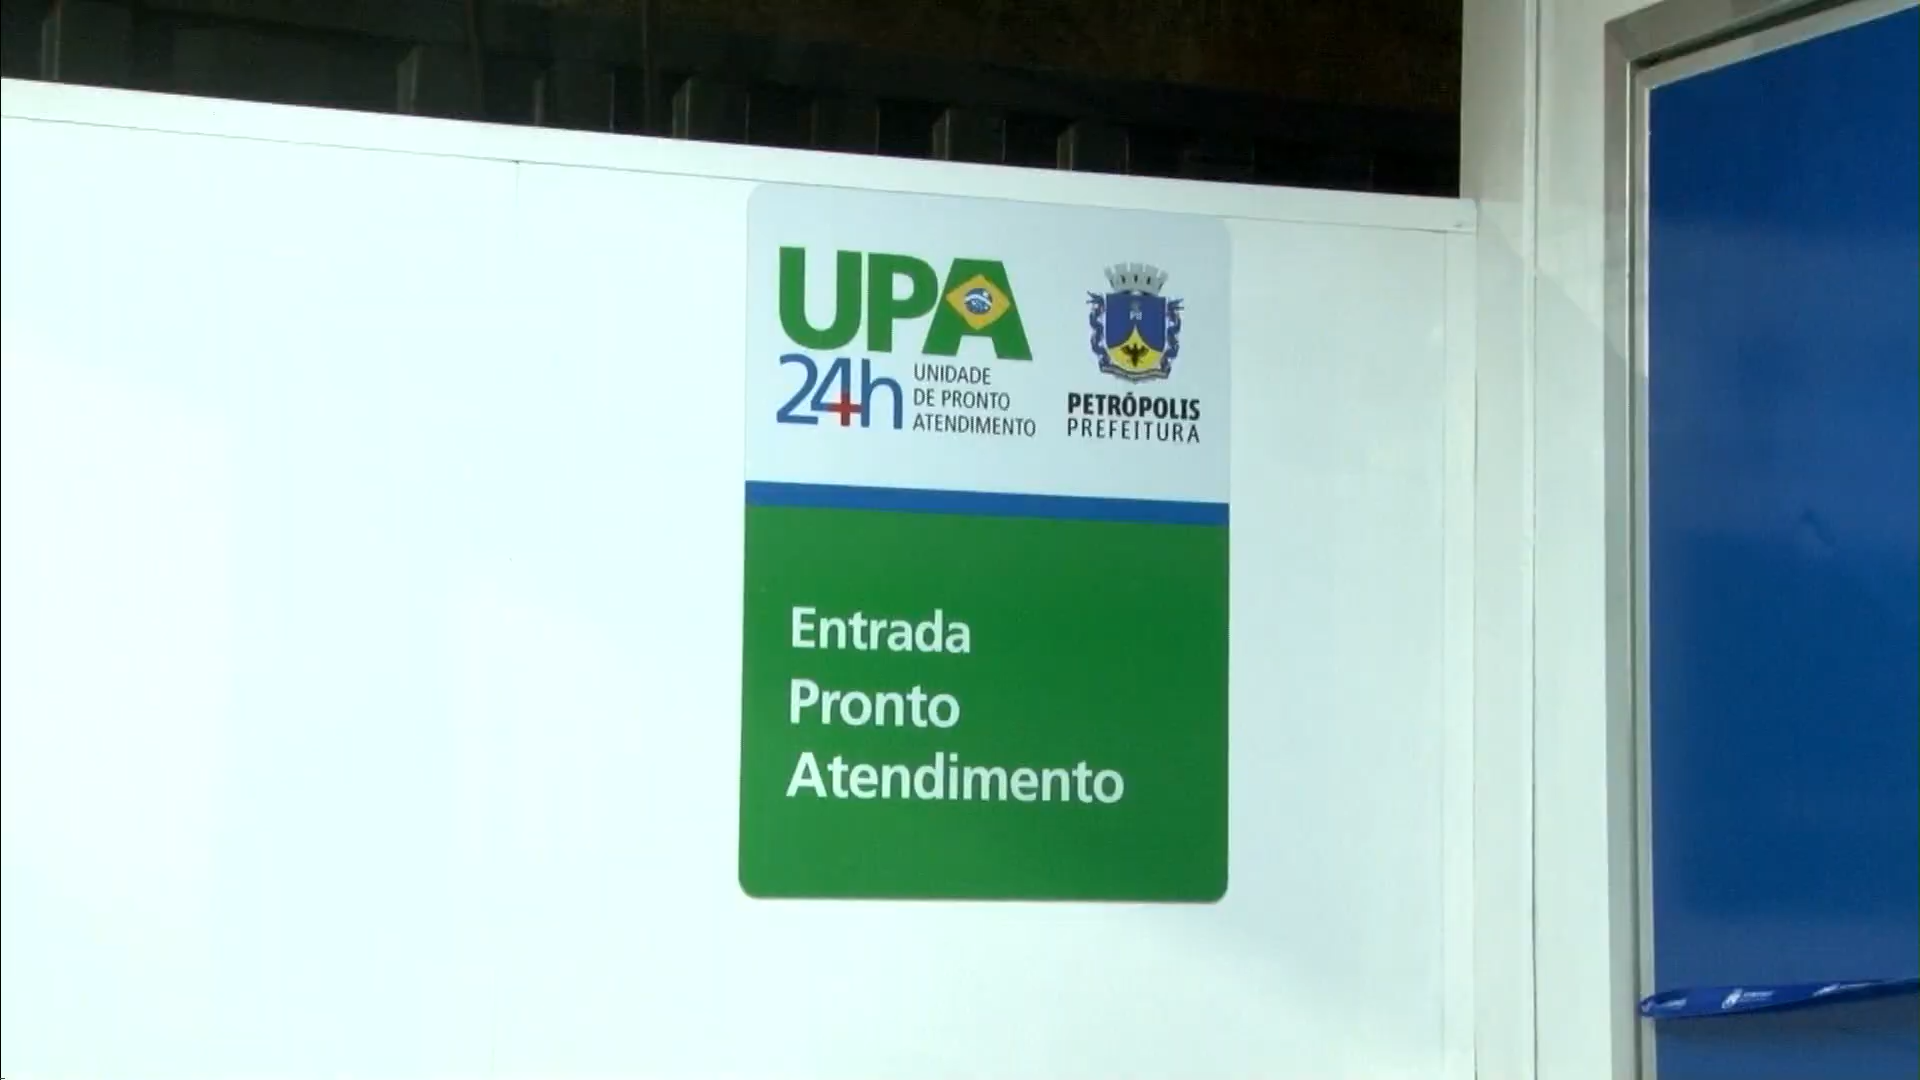 UPA
24h
UNIDADE
DE PRONTO
ATENDIMENTO
PETRÓPOLIS
PREFEITURA
Entrada
Pronto
Atendimento